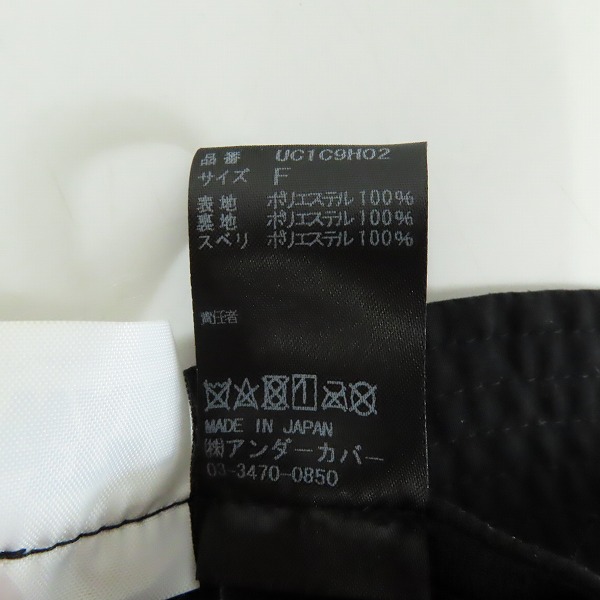 品番 UC1C9H02
サイズ F
表地 ポリエステル100%
裏地 ポリエステル100%
スベリ ポリエステル100%
責任者
MADE IN JAPAN
㈱アンダーカバー
03-3470-0850